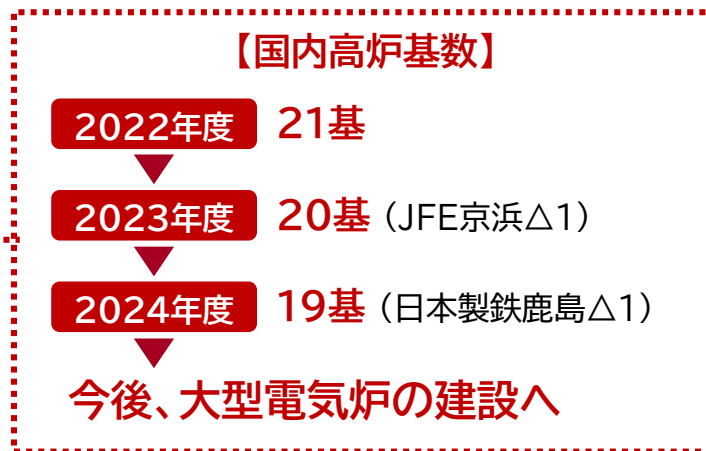 【国内高炉基数】
2022年度 21基
2023年度 20基（JFE京浜△1）
2024年度 19基（日本製鉄鹿島△1）
今後、大型電気炉の建設へ